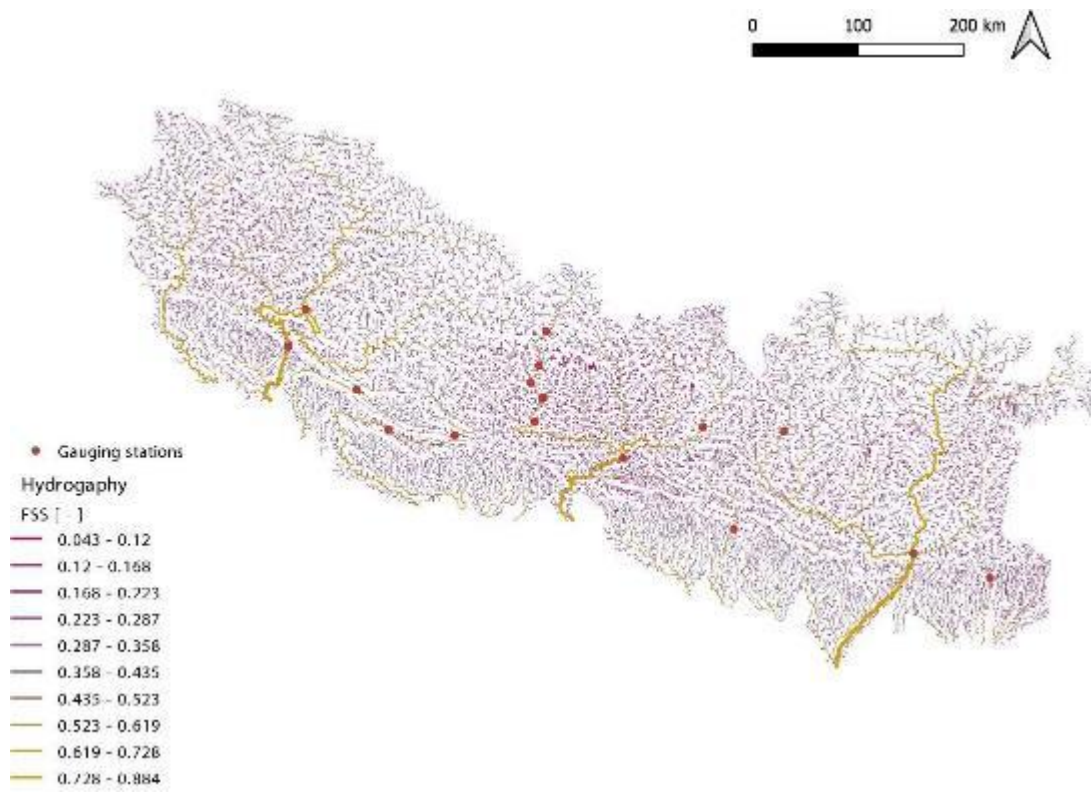 0 100 200 km
Gauging stations
Hydrogaphy
FSS [ - ]
0.043 - 0.12
0.12 - 0.168
0.168 - 0.223
0.223 - 0.287
0.287 - 0.358
0.358 - 0.435
0.435 - 0.523
0.523 - 0.619
0.619 - 0.728
0.728 - 0.884